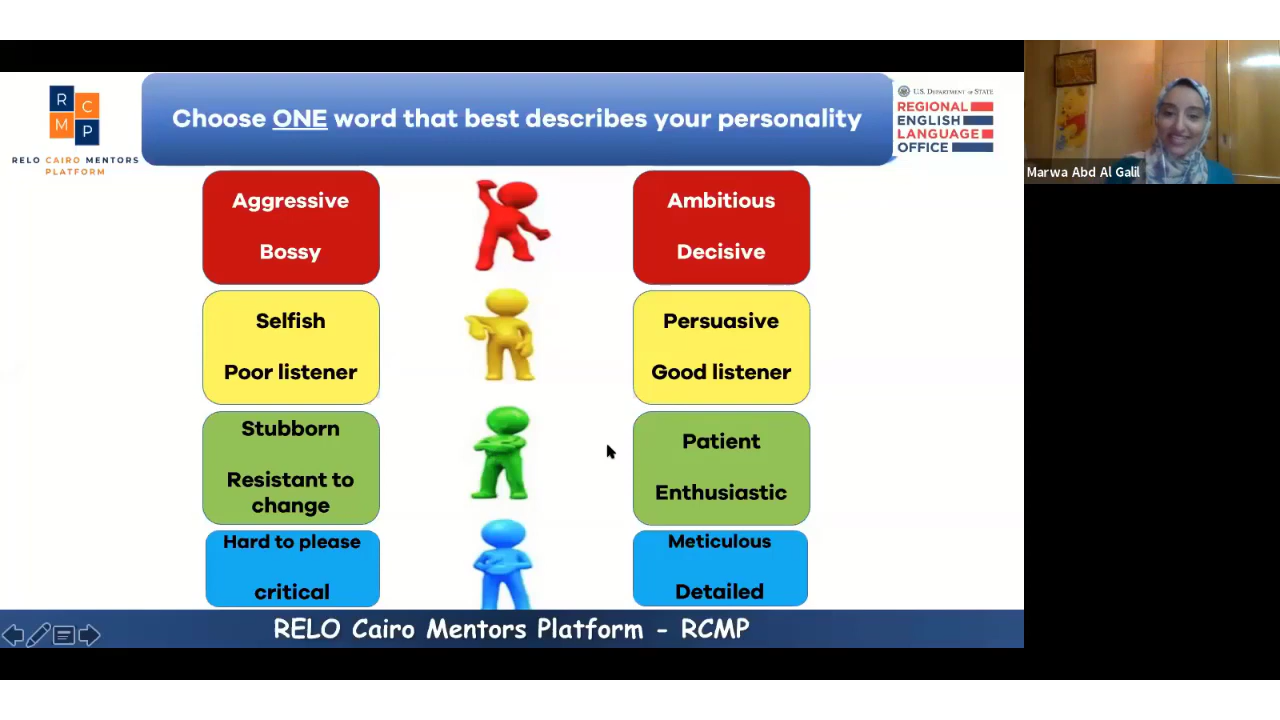 R C
M P
RELO CAIRO MENTORS
PLATFORM
Choose ONE word that best describes your personality
U.S. DEPARTMENT OF STATE
REGIONAL
ENGLISH
LANGUAGE
OFFICE
Marwa Abd Al Galil
Aggressive
Bossy
Ambitious
Decisive
Selfish
Poor listener
Persuasive
Good listener
Stubborn
Resistant to
change
Patient
Enthusiastic
Hard to please
critical
Meticulous
Detailed
RELO Cairo Mentors Platform - RCMP